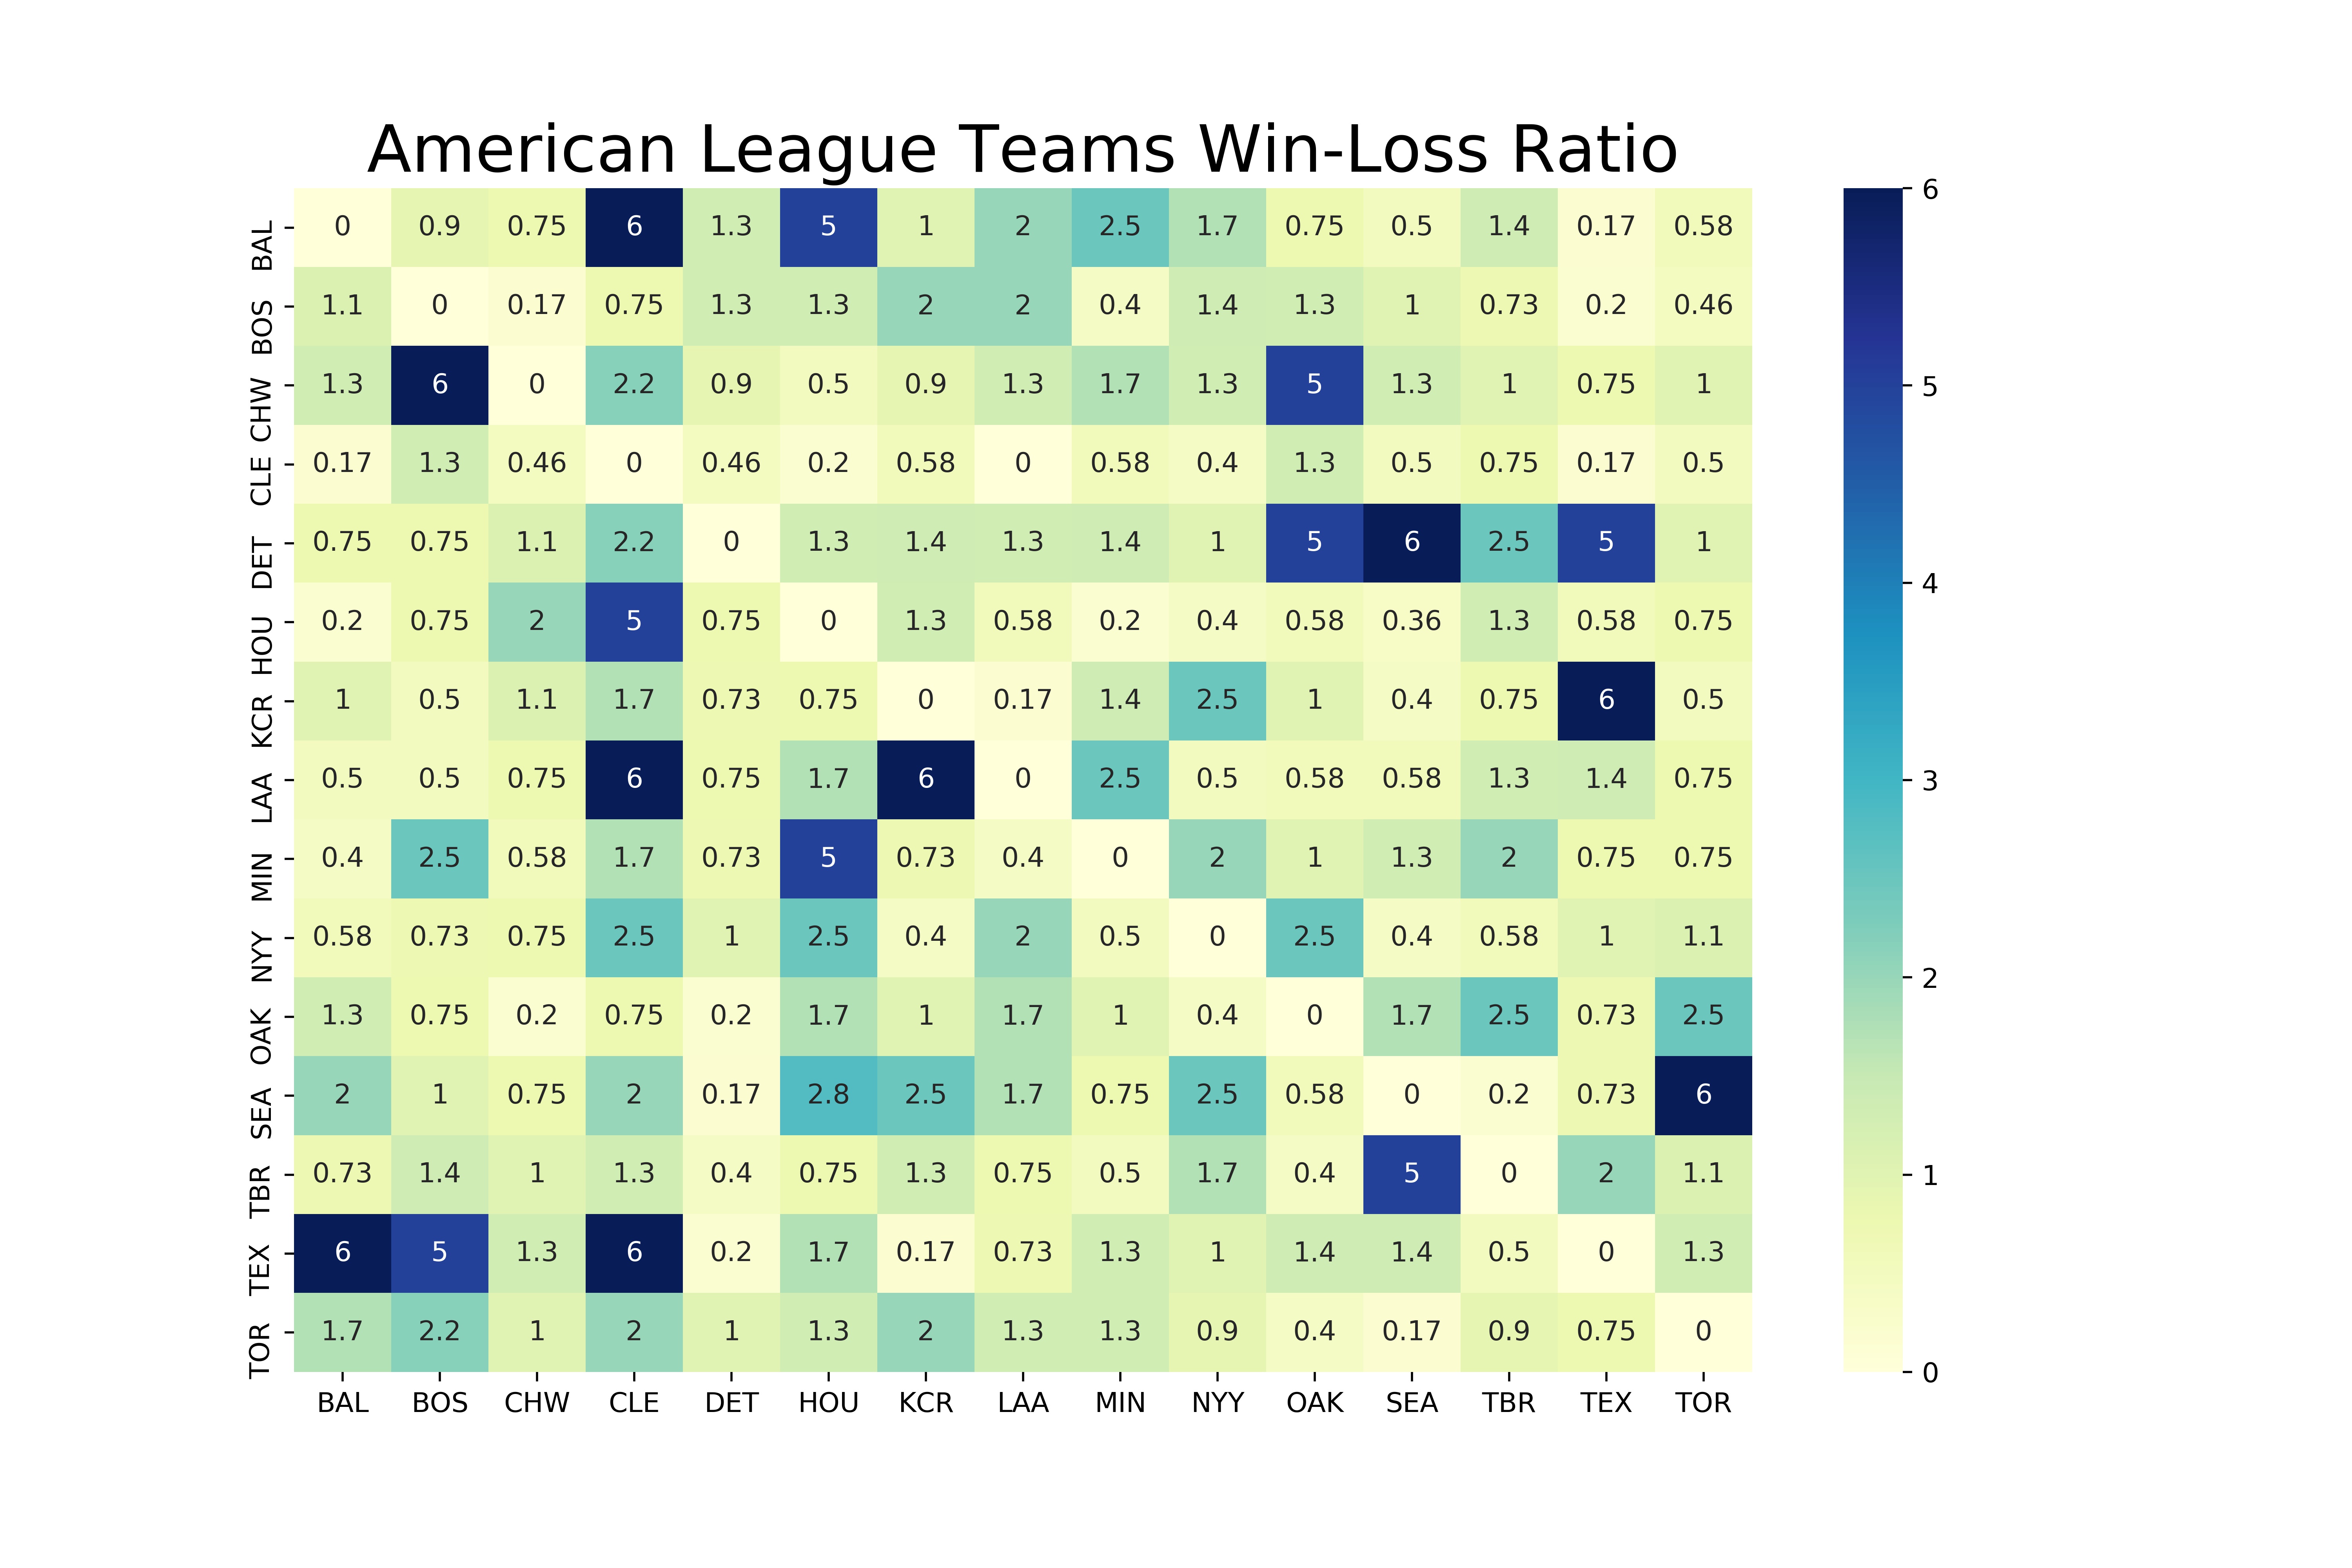 American League Teams Win-Loss Ratio
BAL 0 0.9 0.75 6 1.3 5 1 2 2.5 1.7 0.75 0.5 1.4 0.17 0.58
BOS 1.1 0 0.17 0.75 1.3 1.3 2 2 0.4 1.4 1.3 1 0.73 0.2 0.46
CHW 1.3 6 0 2.2 0.9 0.5 0.9 1.3 1.7 1.3 5 1.3 1 0.75 1
CLE 0.17 1.3 0.46 0 0.46 0.2 0.58 0 0.58 0.4 1.3 0.5 0.75 0.17 0.5
DET 0.75 0.75 1.1 2.2 0 1.3 1.4 1.3 1.4 1 5 6 2.5 5 1
HOU 0.2 0.75 2 5 0.75 0 1.3 0.58 0.2 0.4 0.58 0.36 1.3 0.58 0.75
KCR 1 0.5 1.1 1.7 0.73 0.75 0 0.17 1.4 2.5 1 0.4 0.75 6 0.5
LAA 0.5 0.5 0.75 6 0.75 1.7 6 0 2.5 0.5 0.58 0.58 1.3 1.4 0.75
MIN 0.4 2.5 0.58 1.7 0.73 5 0.73 0.4 0 2 1 1.3 2 0.75 0.75
NYY 0.58 0.73 0.75 2.5 1 2.5 0.4 2 0.5 0 2.5 0.4 0.58 1 1.1
OAK 1.3 0.75 0.2 0.75 0.2 1.7 1 1.7 1 0.4 0 1.7 2.5 0.73 2.5
SEA 2 1 0.75 2 0.17 2.8 2.5 1.7 0.75 2.5 0.58 0 0.2 0.73 6
TBR 0.73 1.4 1 1.3 0.4 0.75 1.3 0.75 0.5 1.7 0.4 5 0 2 1.1
TEX 6 5 1.3 6 0.2 1.7 0.17 0.73 1.3 1 1.4 1.4 0.5 0 1.3
TOR 1.7 2.2 1 2 1 1.3 2 1.3 1.3 0.9 0.4 0.17 0.9 0.75 0
BAL BOS CHW CLE DET HOU KCR LAA MIN NYY OAK SEA TBR TEX TOR
6
5
4
3
2
1
0